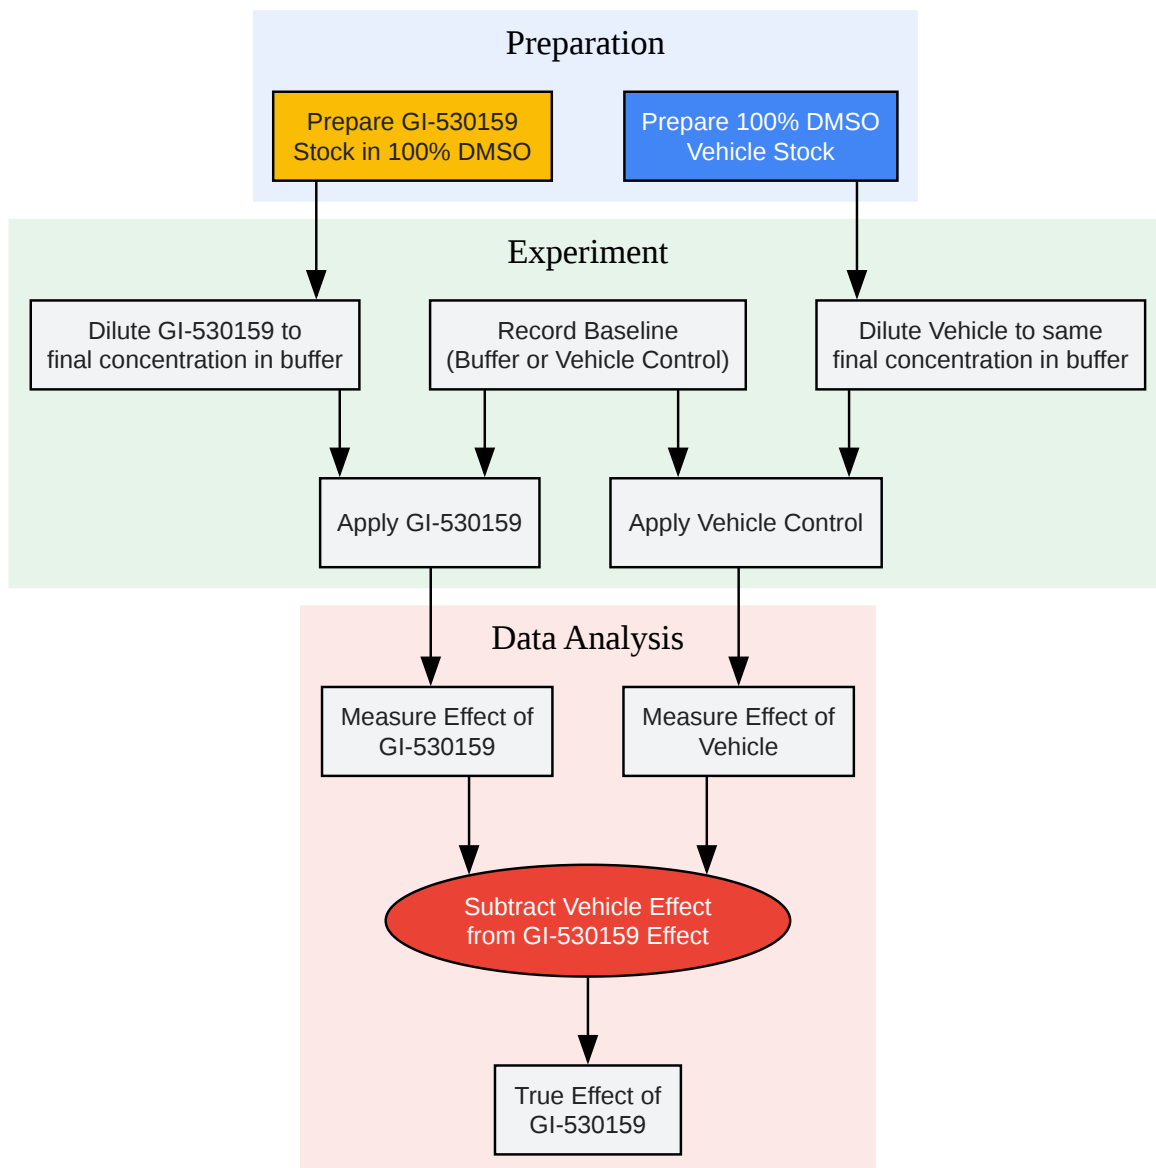 Preparation
Prepare GI-530159
Stock in 100% DMSO
Prepare 100% DMSO
Vehicle Stock
Experiment
Dilute GI-530159 to
final concentration in buffer
Record Baseline
(Buffer or Vehicle Control)
Dilute Vehicle to same
final concentration in buffer
Apply GI-530159
Apply Vehicle Control
Data Analysis
Measure Effect of
GI-530159
Measure Effect of
Vehicle
Subtract Vehicle Effect
from GI-530159 Effect
True Effect of
GI-530159